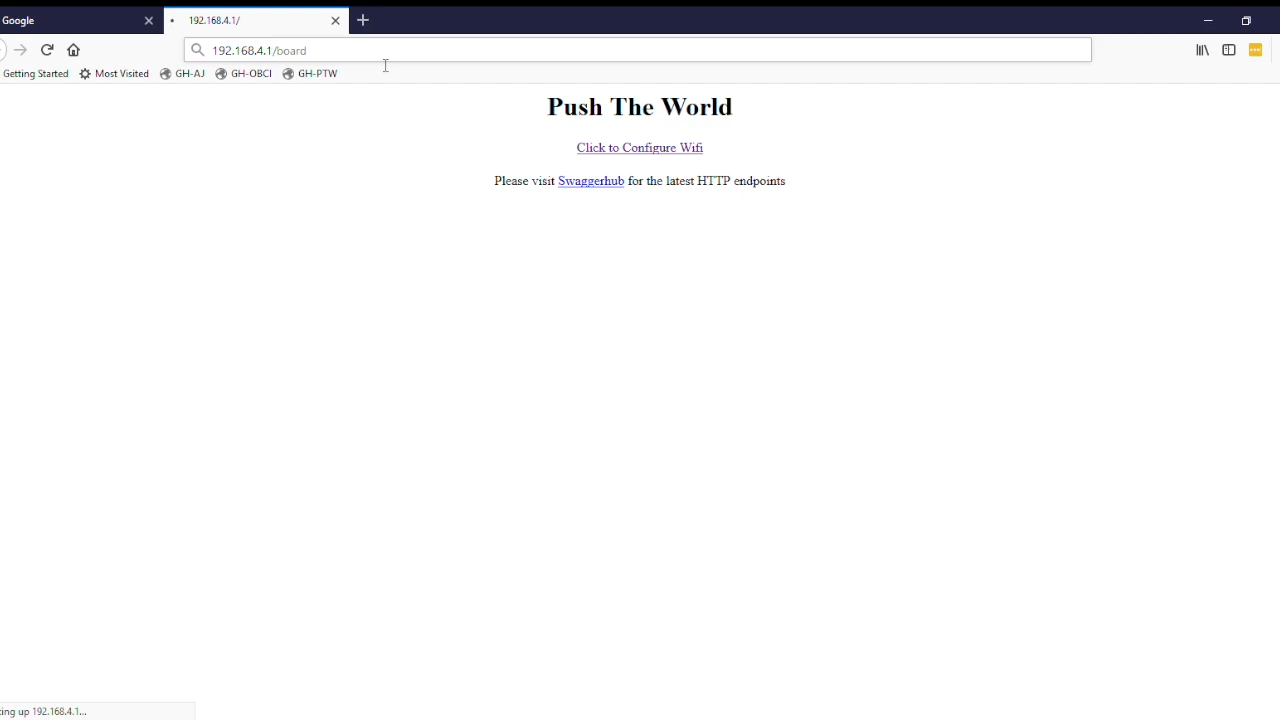 Google
192.168.4.1/
192.168.4.1/board
Getting Started Most Visited GH-AJ GH-OBCI GH-PTW
Push The World
Click to Configure Wifi
Please visit Swaggerhub for the latest HTTP endpoints
up 192.168.4.1...